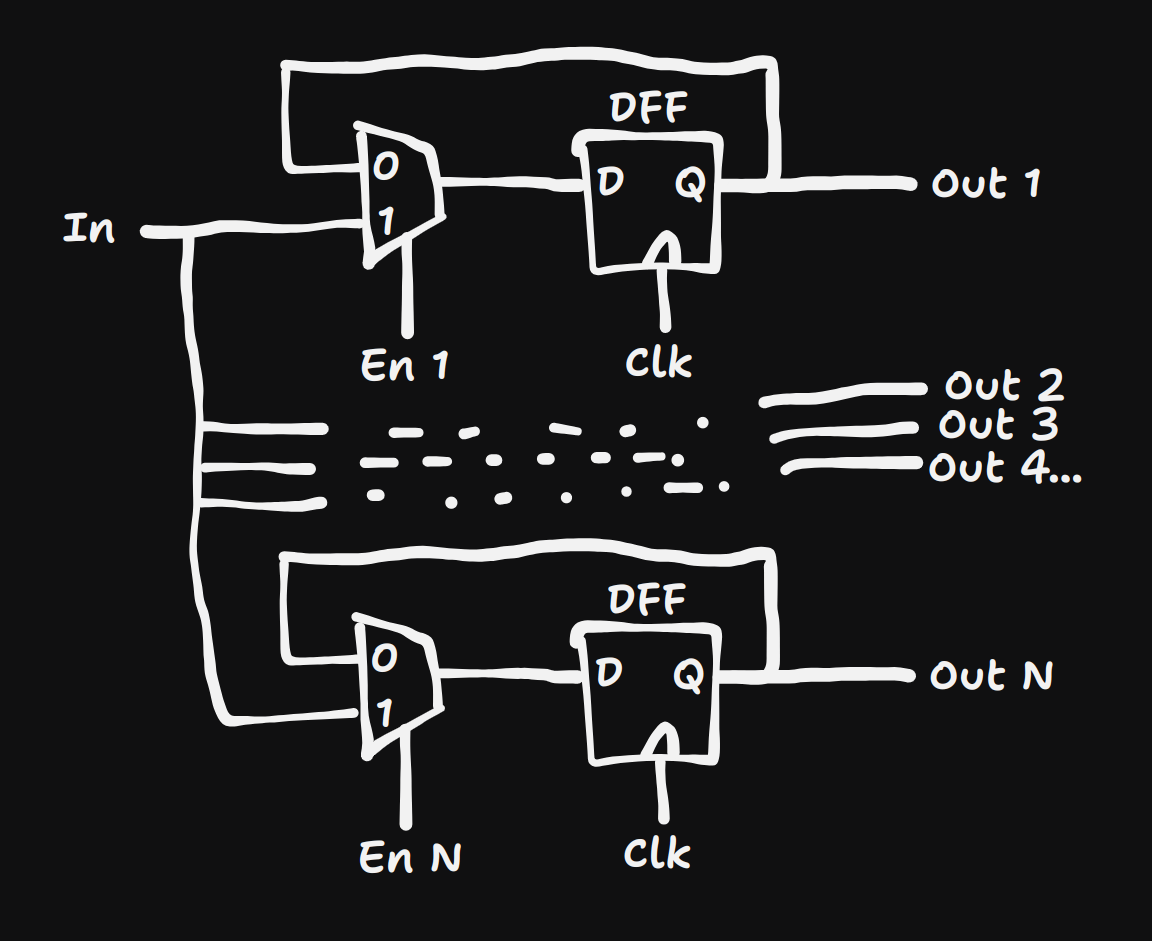 DFF
0
D Q
Out 1
In
1
En 1
Clk
Out 2
Out 3
Out 4...
DFF
0
D Q
Out N
1
En N
Clk